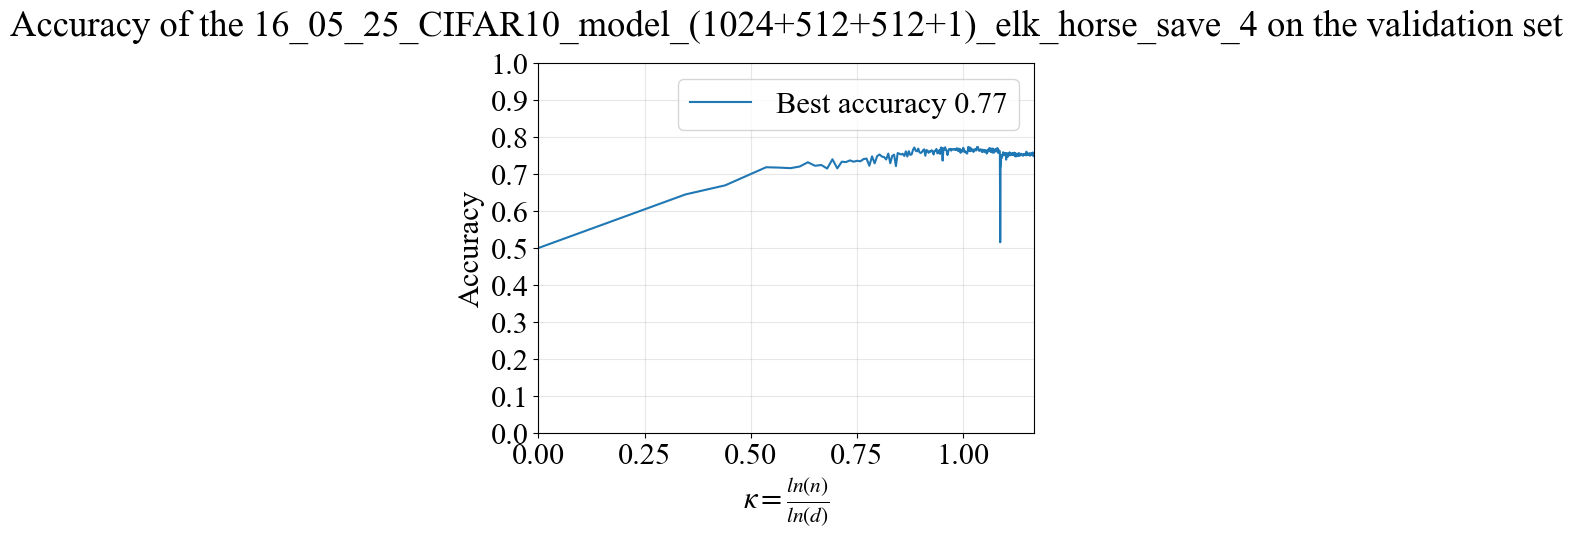 Accuracy of the 16_05_25_CIFAR10_model_(1024+512+512+1)_elk_horse_save_4 on the validation set
1.0
0.9
0.8
0.7
0.6
0.5
0.4
0.3
0.2
0.1
0.0
Accuracy
Best accuracy 0.77
0.00 0.25 0.50 0.75 1.00
κ = ln(n) / ln(d)